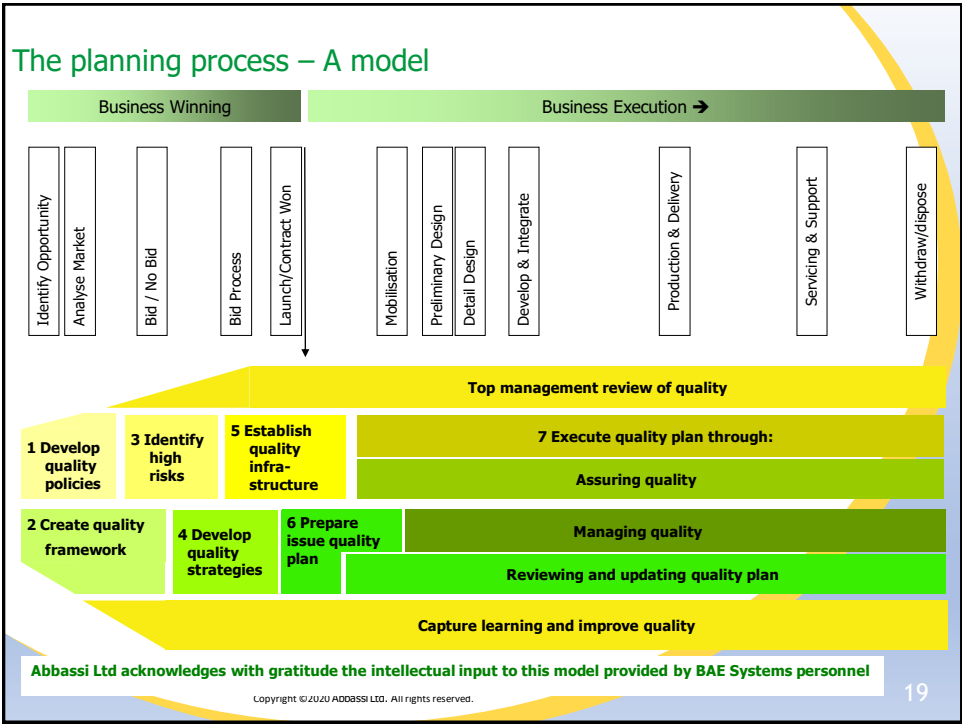 The planning process – A model
Business Winning
Business Execution ➔
Identify Opportunity
Analyse Market
Bid / No Bid
Bid Process
Launch/Contract Won
Mobilisation
Preliminary Design
Detail Design
Develop & Integrate
Production & Delivery
Servicing & Support
Withdraw/dispose
Top management review of quality
1 Develop
quality
policies
3 Identify
high
risks
5 Establish
quality
infra-
structure
7 Execute quality plan through:
Assuring quality
2 Create quality
framework
4 Develop
quality
strategies
6 Prepare
issue quality
plan
Managing quality
Reviewing and updating quality plan
Capture learning and improve quality
Abbassi Ltd acknowledges with gratitude the intellectual input to this model provided by BAE Systems personnel
Copyright ©2020 Abbassi Ltd. All rights reserved.
19